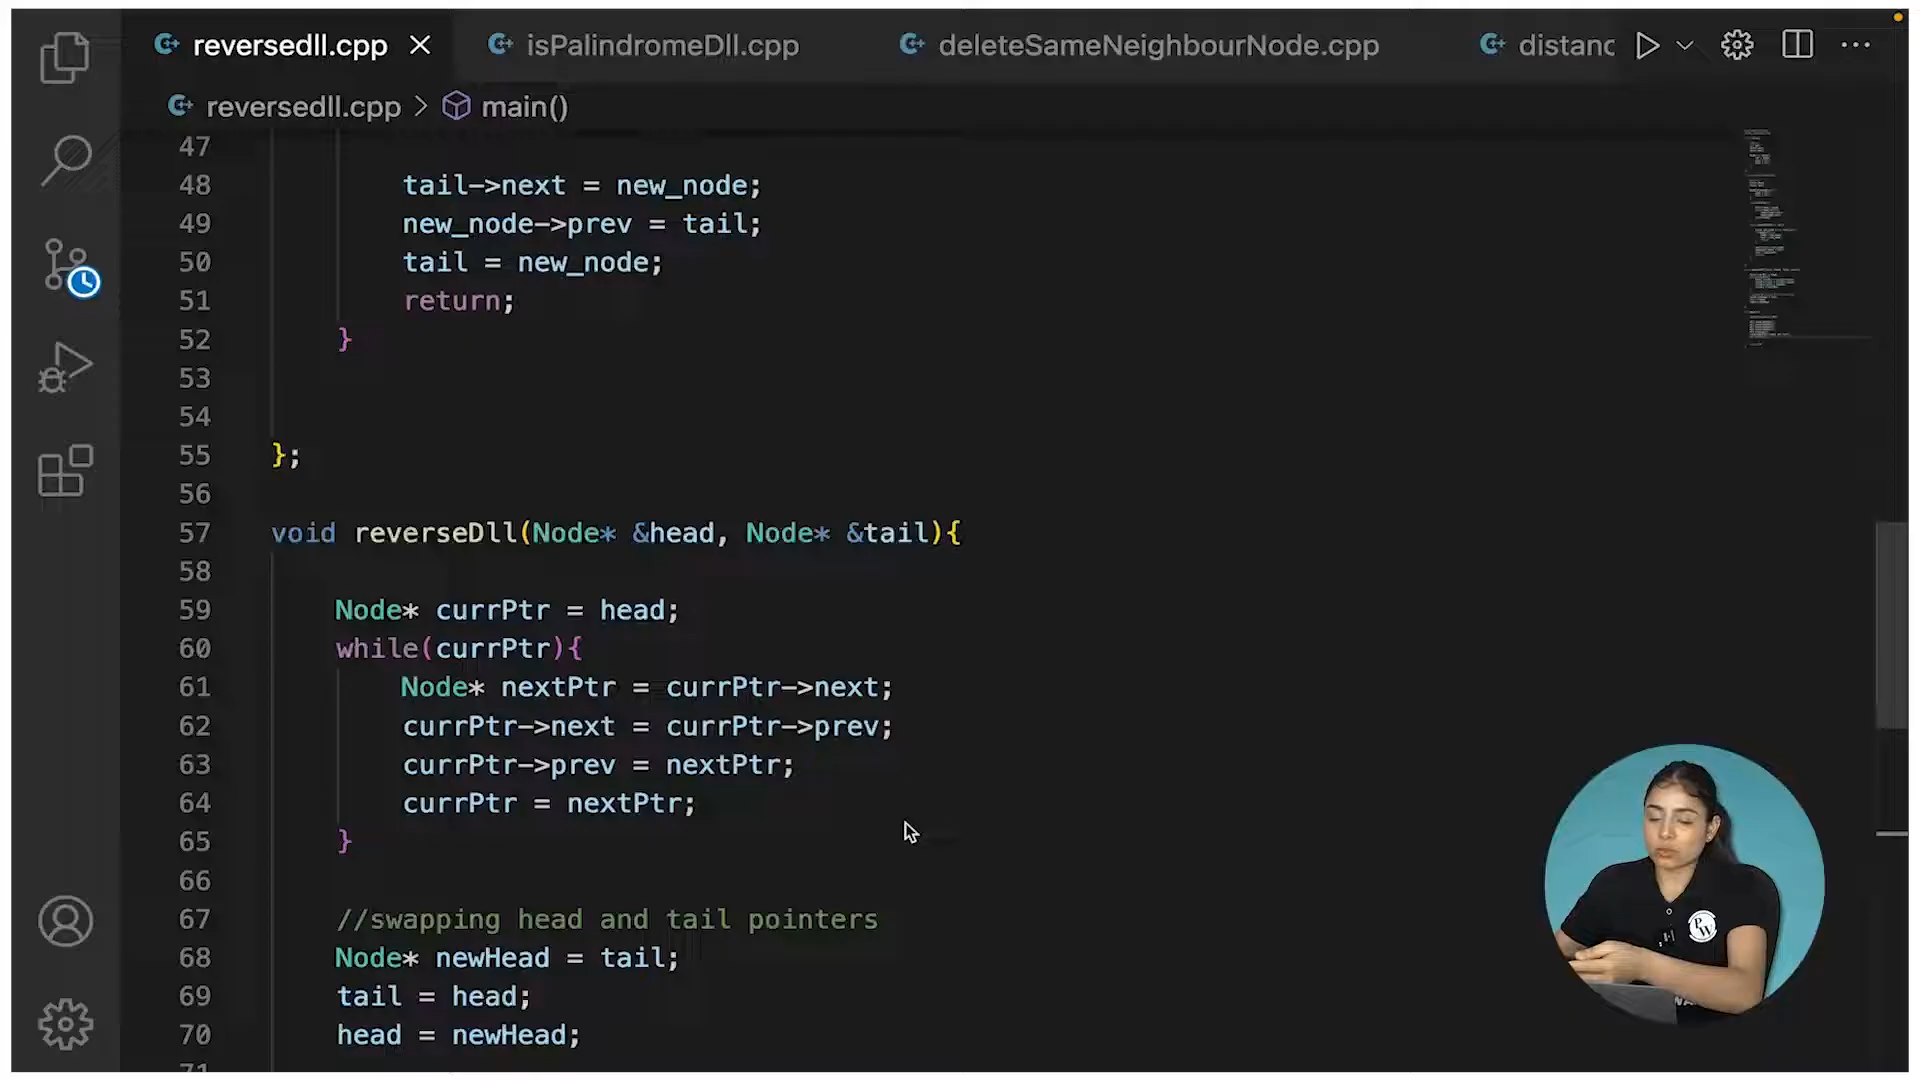 reversedll.cpp
isPalindromeDll.cpp
deleteSameNeighbourNode.cpp
distanc
reversedll.cpp > main()
47
48 tail->next = new_node;
49 new_node->prev = tail;
50 tail = new_node;
51 return;
52 }
53
54
55 };
56
57 void reverseDll(Node* &head, Node* &tail){
58
59 Node* currPtr = head;
60 while(currPtr){
61 Node* nextPtr = currPtr->next;
62 currPtr->next = currPtr->prev;
63 currPtr->prev = nextPtr;
64 currPtr = nextPtr;
65 }
66
67 //swapping head and tail pointers
68 Node* newHead = tail;
69 tail = head;
70 head = newHead;
71
PW